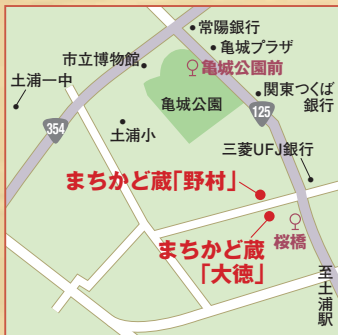 常陽銀行
亀城プラザ
市立博物館
亀城公園前
土浦一中
関東つくば
銀行
亀城公園
125
354
土浦小
三菱UFJ銀行
まちかど蔵「野村」
まちかど蔵
「大徳」
桜橋
至土浦駅